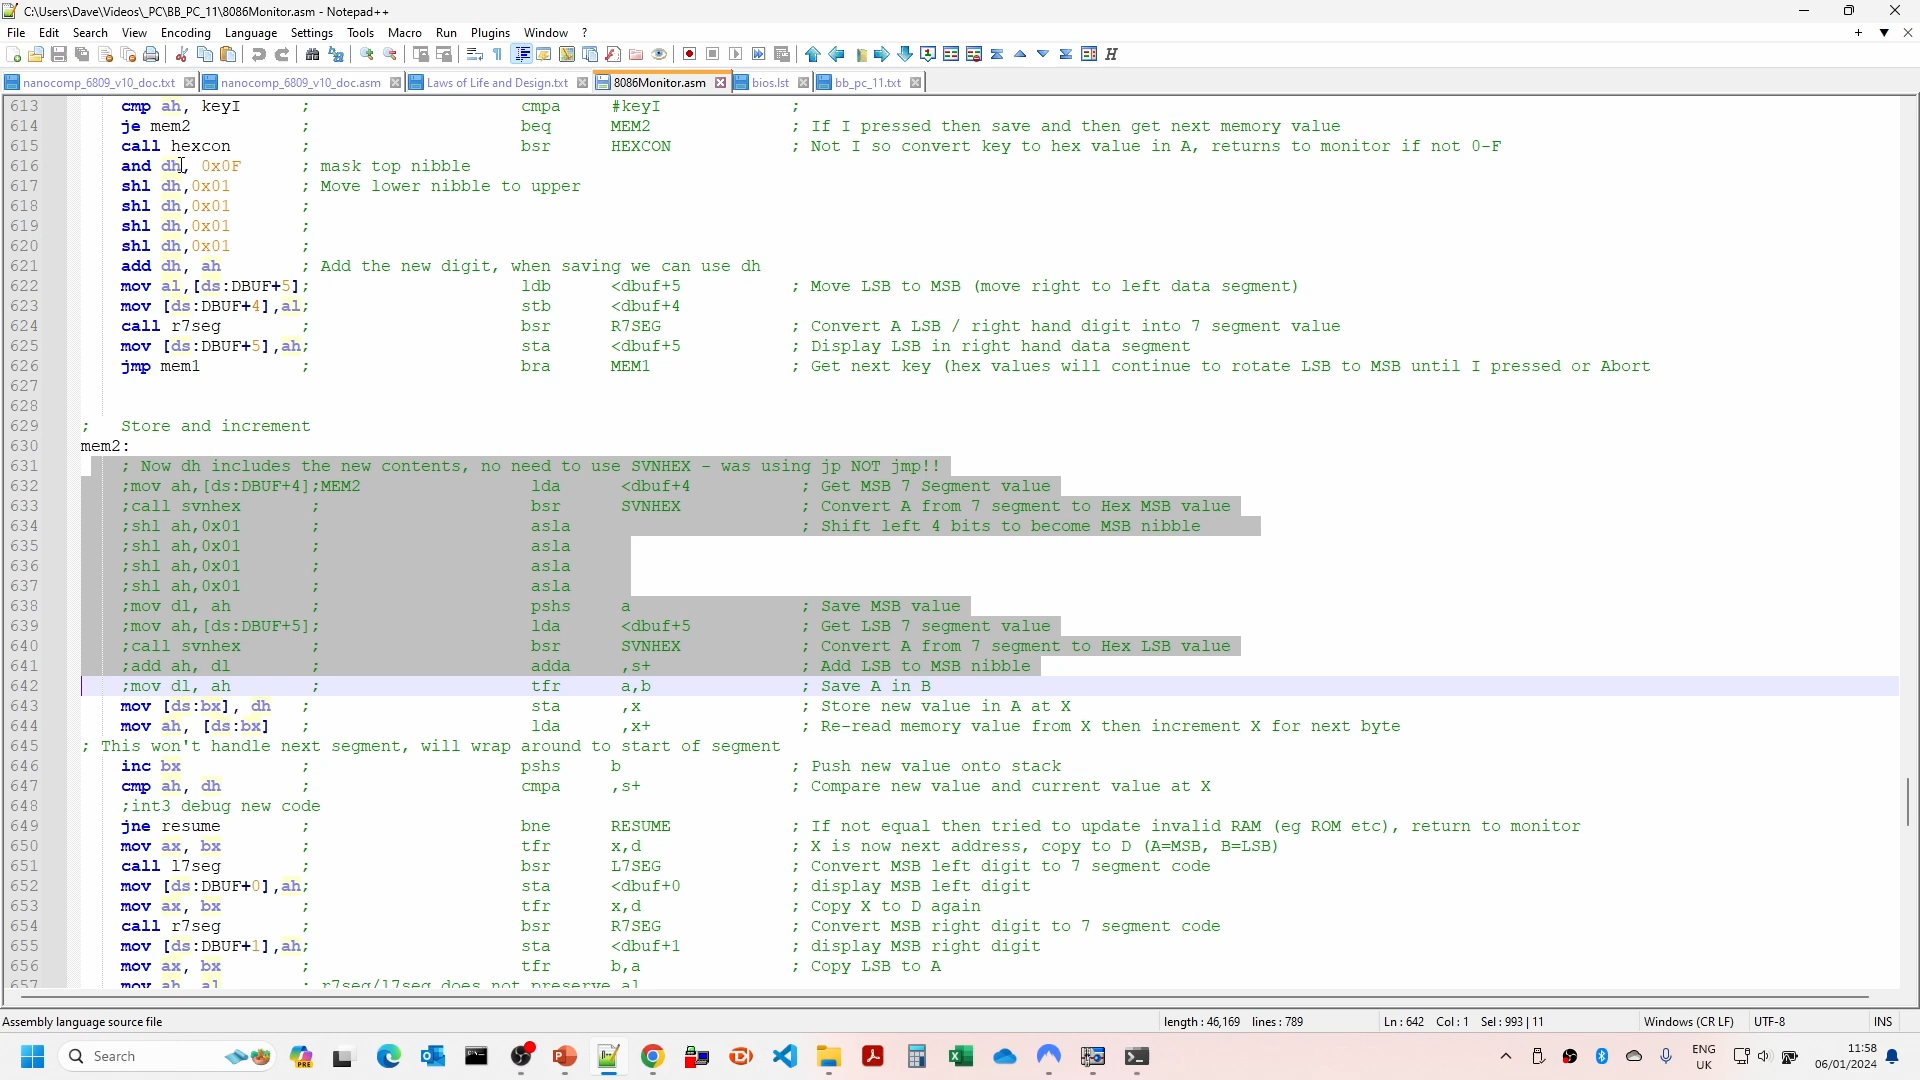 C:\Users\Dave\Videos\_PC\BB_PC_11\8086Monitor.asm - Notepad++
File Edit Search View Encoding Language Settings Tools Macro Run Plugins Window ?
nanocomp_6809_v10_doc.txt nanocomp_6809_v10_doc.asm Laws of Life and Design.txt 8086Monitor.asm bios.lst bb_pc_11.txt
613 cmp ah, keyI ; cmpa #keyI ;
614 je mem2 ; beq MEM2 ; If I pressed then save and then get next memory value
615 call hexcon ; bsr HEXCON ; Not I so convert key to hex value in A, returns to monitor if not 0-F
616 and dh, 0x0F ; mask top nibble
617 shl dh,0x01 ; Move lower nibble to upper
618 shl dh,0x01 ;
619 shl dh,0x01 ;
620 shl dh,0x01 ;
621 add dh, ah ; Add the new digit, when saving we can use dh
622 mov al,[ds:DBUF+5]; ldb <dbuf+5 ; Move LSB to MSB (move right to left data segment)
623 mov [ds:DBUF+4],al; stb <dbuf+4
624 call r7seg ; bsr R7SEG ; Convert A LSB / right hand digit into 7 segment value
625 mov [ds:DBUF+5],ah; sta <dbuf+5 ; Display LSB in right hand data segment
626 jmp mem1 ; bra MEM1 ; Get next key (hex values will continue to rotate LSB to MSB until I pressed or Abort
627
628
629 ; Store and increment
630 mem2:
631 ; Now dh includes the new contents, no need to use SVNHEX - was using jp NOT jmp!!
632 ;mov ah,[ds:DBUF+4];MEM2 lda <dbuf+4 ; Get MSB 7 Segment value
633 ;call svnhex ; bsr SVNHEX ; Convert A from 7 segment to Hex MSB value
634 ;shl ah,0x01 ; asla ; Shift left 4 bits to become MSB nibble
635 ;shl ah,0x01 ; asla
636 ;shl ah,0x01 ; asla
637 ;shl ah,0x01 ; asla
638 ;mov dl, ah ; pshs a ; Save MSB value
639 ;mov ah,[ds:DBUF+5]; lda <dbuf+5 ; Get LSB 7 segment value
640 ;call svnhex ; bsr SVNHEX ; Convert A from 7 segment to Hex LSB value
641 ;add ah, dl ; adda ,s+ ; Add LSB to MSB nibble
642 ;mov dl, ah ; tfr a,b ; Save A in B
643 mov [ds:bx], dh ; sta ,x ; Store new value in A at X
644 mov ah, [ds:bx] ; lda ,x+ ; Re-read memory value from X then increment X for next byte
645 ; This won't handle next segment, will wrap around to start of segment
646 inc bx ; pshs b ; Push new value onto stack
647 cmp ah, dh ; cmpa ,s+ ; Compare new value and current value at X
648 ;int3 debug new code
649 jne resume ; bne RESUME ; If not equal then tried to update invalid RAM (eg ROM etc), return to monitor
650 mov ax, bx ; tfr x,d ; X is now next address, copy to D (A=MSB, B=LSB)
651 call l7seg ; bsr L7SEG ; Convert MSB left digit to 7 segment code
652 mov [ds:DBUF+0],ah; sta <dbuf+0 ; display MSB left digit
653 mov ax, bx ; tfr x,d ; Copy X to D again
654 call r7seg ; bsr R7SEG ; Convert MSB right digit to 7 segment code
655 mov [ds:DBUF+1],ah; sta <dbuf+1 ; display MSB right digit
656 mov ax, bx ; tfr b,a ; Copy LSB to A
657 mov ah, al ; r7seg/l7seg does not preserve al
Assembly language source file length : 46,169 lines : 789 Ln : 642 Col : 1 Sel : 993 | 11 Windows (CR LF) UTF-8 INS
Search PRE ENG UK 11:58 06/01/2024